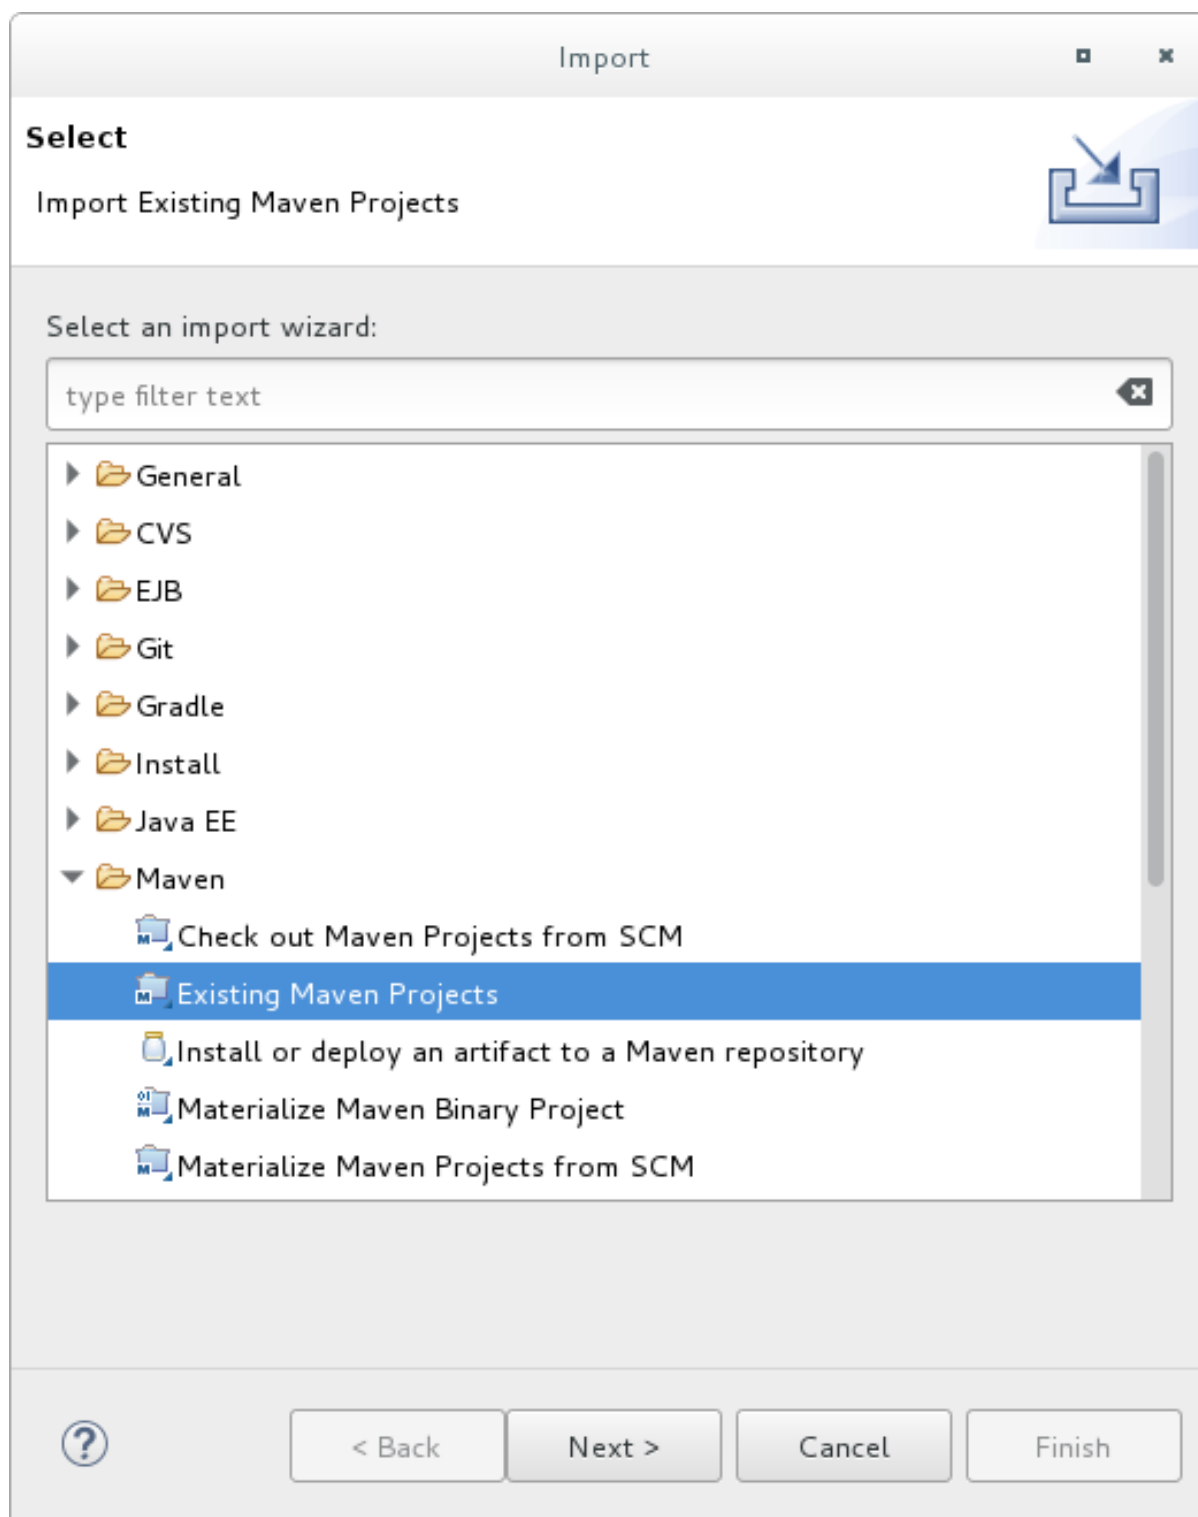 Import
Select
Import Existing Maven Projects
Select an import wizard:
type filter text
General
CVS
EJB
Git
Gradle
Install
Java EE
Maven
Check out Maven Projects from SCM
Existing Maven Projects
Install or deploy an artifact to a Maven repository
Materialize Maven Binary Project
Materialize Maven Projects from SCM
< Back Next > Cancel Finish